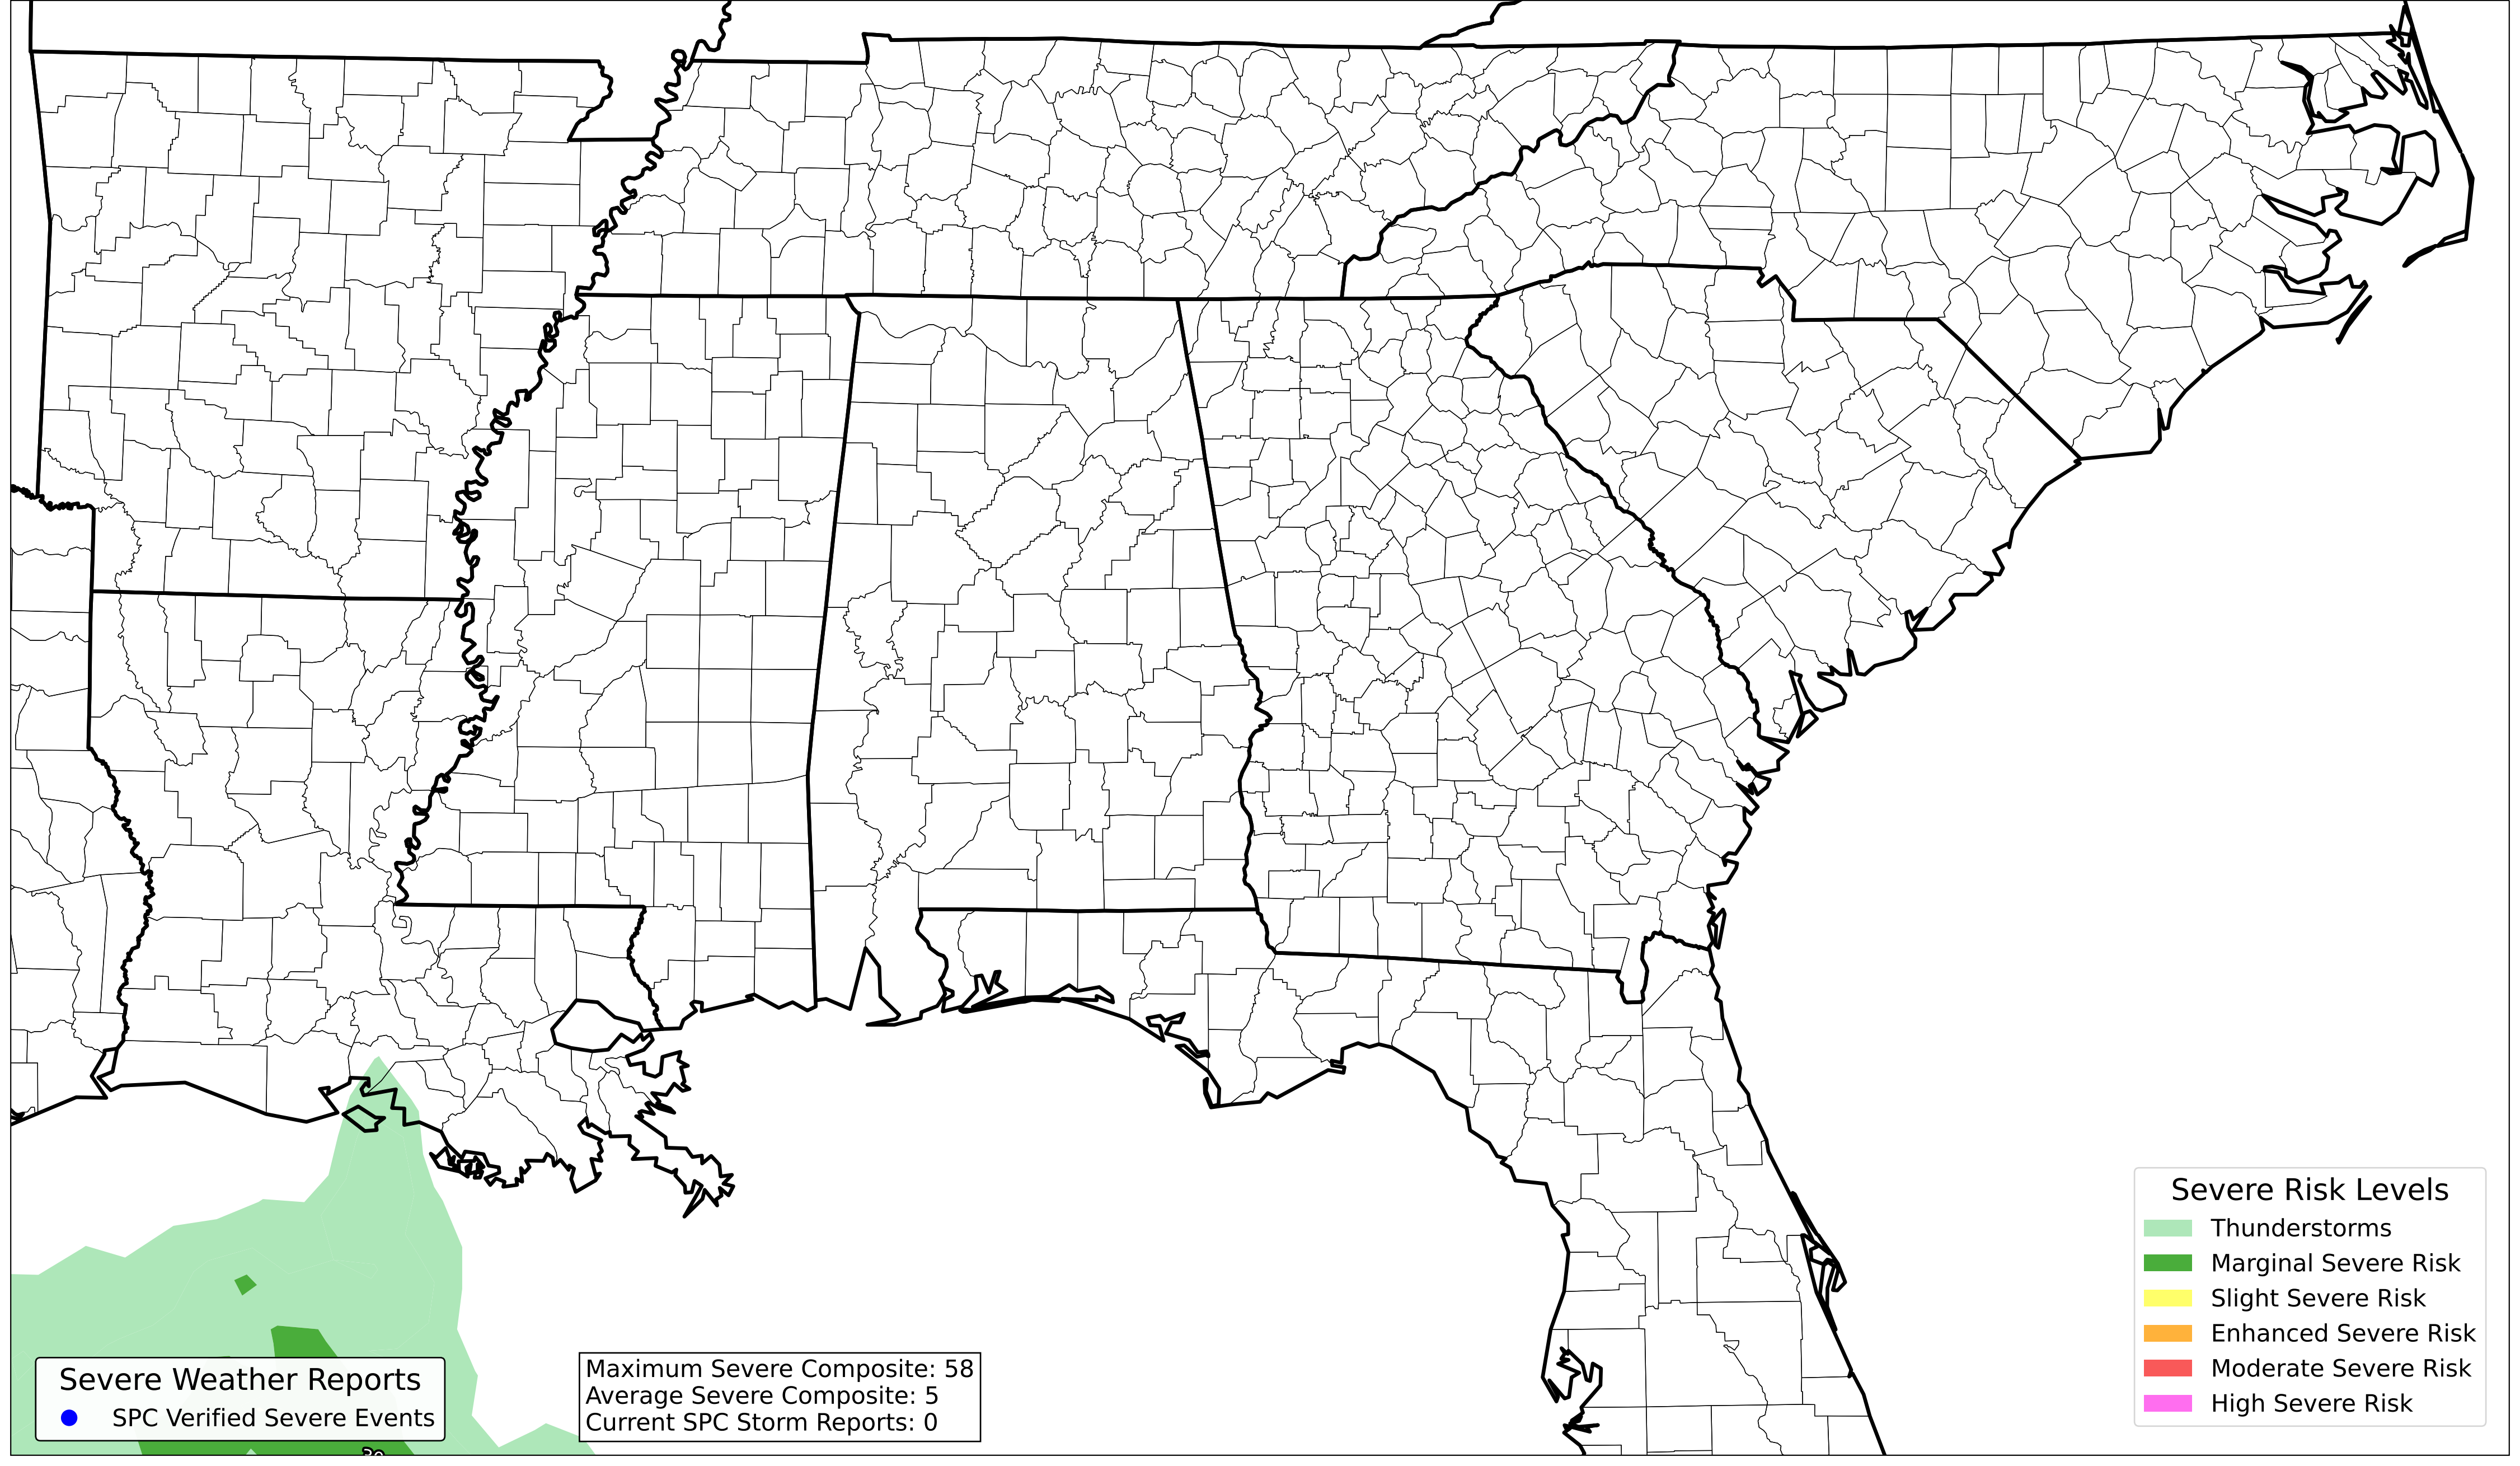 Severe Risk Levels
Thunderstorms
Marginal Severe Risk
Slight Severe Risk
Enhanced Severe Risk
Moderate Severe Risk
High Severe Risk
Severe Weather Reports
SPC Verified Severe Events
Maximum Severe Composite: 58
Average Severe Composite: 5
Current SPC Storm Reports: 0